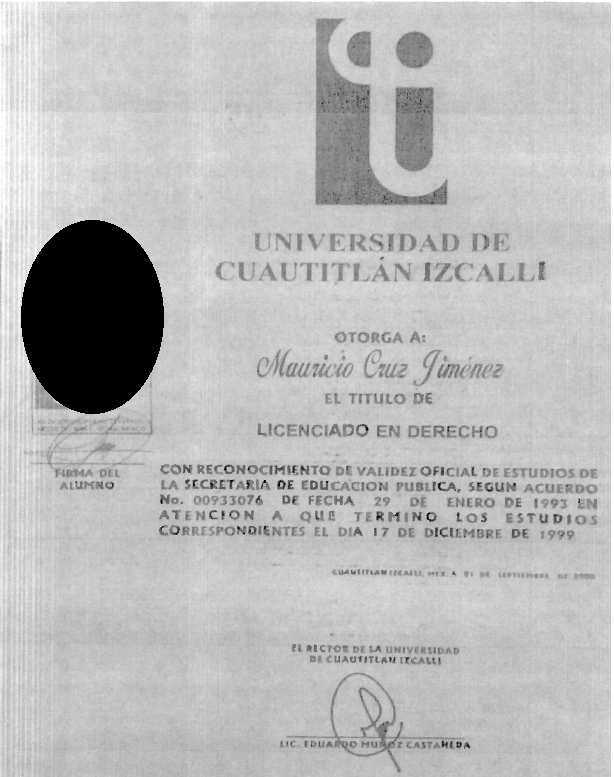 UNIVERSIDAD DE
CUAUTITLÁN IZCALLI
OTORGA A:
Mauricio Cruz Jiménez
EL TITULO DE
LICENCIADO EN DERECHO
FIRMA DEL
ALUMNO
CON RECONOCIMIENTO DE VALIDEZ OFICIAL DE ESTUDIOS DE
LA SECRETARIA DE EDUCACION PUBLICA, SEGUN ACUERDO
No. 00933076 DE FECHA 29 DE ENERO DE 1993 EN
ATENCION A QUE TERMINO LOS ESTUDIOS
CORRESPONDIENTES EL DIA 17 DE DICIEMBRE DE 1999
CUAUTITLAN IZCALLI, MEX. A 01 DE SEPTIEMBRE DE 2000
EL RECTOR DE LA UNIVERSIDAD
DE CUAUTITLAN IZCALLI
LIC. EDUARDO MUÑOZ CASTAÑEDA